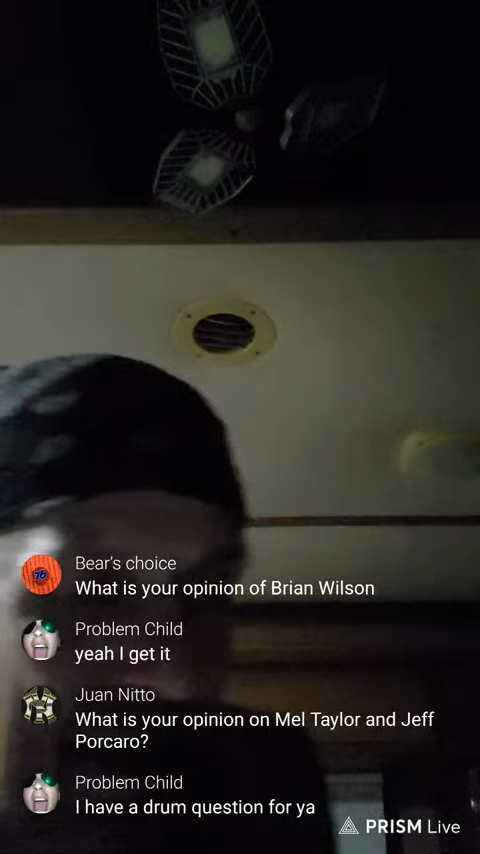 76
Bear's choice
What is your opinion of Brian Wilson
Problem Child
yeah I get it
Juan Nitto
What is your opinion on Mel Taylor and Jeff
Porcaro?
Problem Child
I have a drum question for ya
PRISM Live